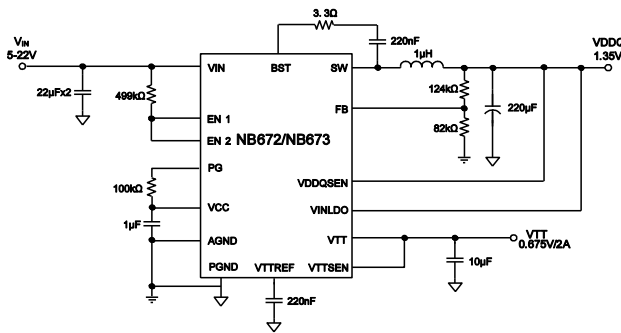 3.3Ω
VIN
5-22V
220nF
1μH
VDDQ
1.35V
VIN
BST
SW
22μFx2
499kΩ
124kΩ
220μF
EN 1
FB
EN 2
NB672/NB673
82kΩ
PG
100kΩ
VDDQSEN
VCC
VINLDO
1μF
AGND
VTT
VTT
0.675V/2A
PGND
VTTREF
VTTSEN
10μF
220nF